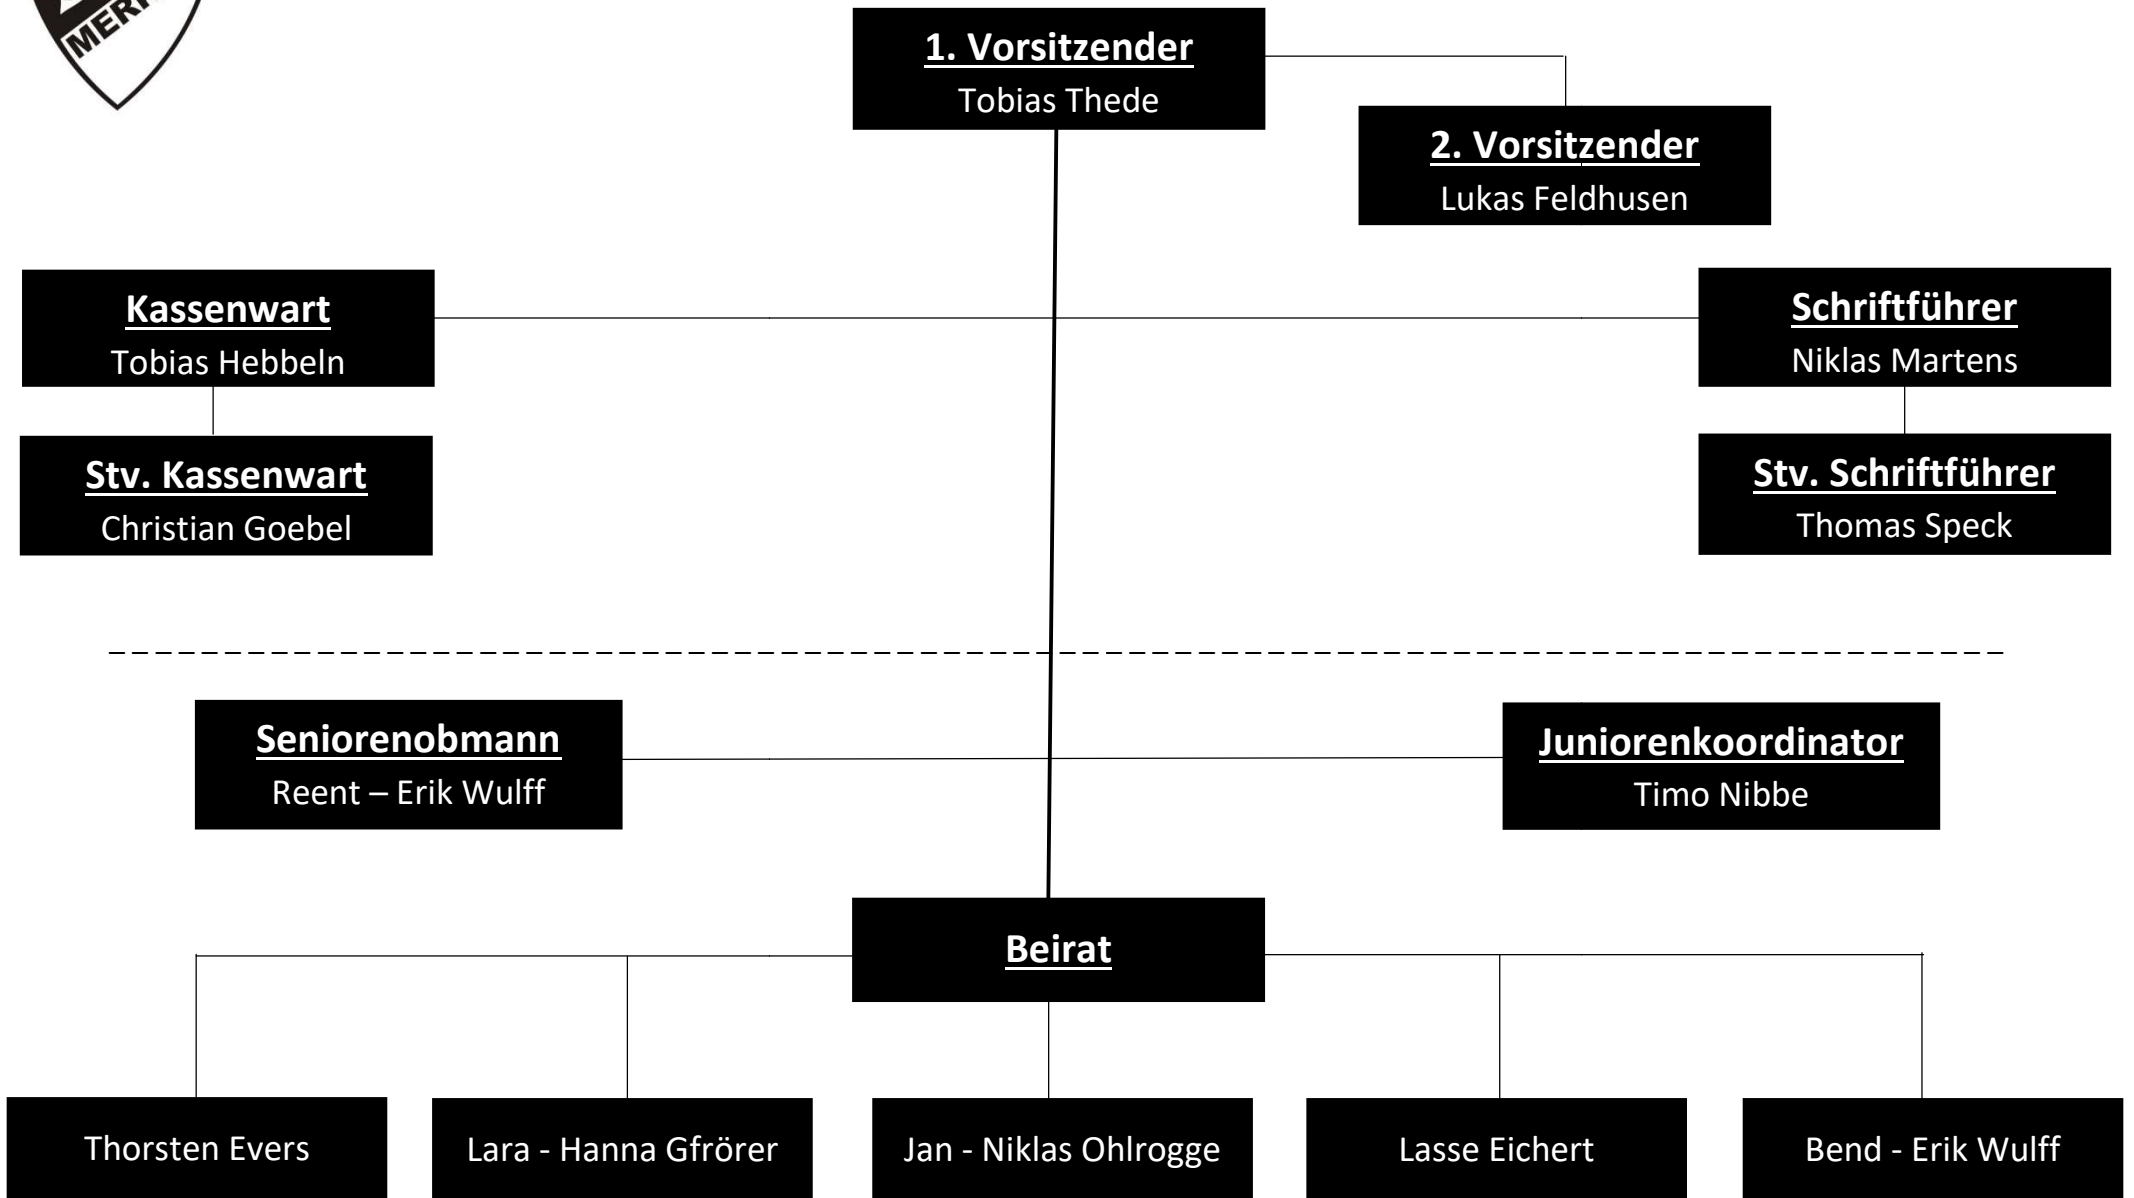 1. Vorsitzender
Tobias Thede
2. Vorsitzender
Lukas Feldhusen
Kassenwart
Tobias Hebbeln
Schriftführer
Niklas Martens
Stv. Kassenwart
Christian Goebel
Stv. Schriftführer
Thomas Speck
Seniorenobmann
Reent – Erik Wulff
Juniorenkoordinator
Timo Nibbe
Beirat
Thorsten Evers
Lara - Hanna Gfrörer
Jan - Niklas Ohlrogge
Lasse Eichert
Bend - Erik Wulff